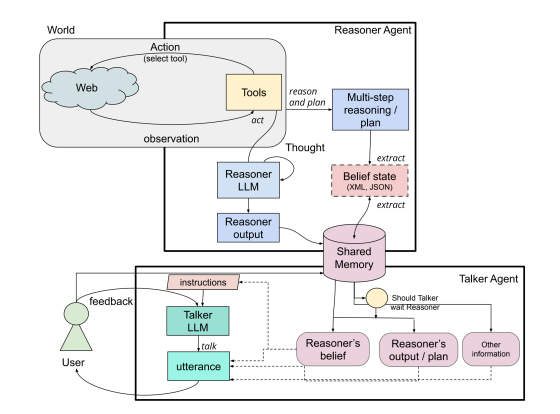 World
Reasoner Agent
Action
(select tool)
Web
Tools
reason
and plan
act
observation
Multi-step
reasoning /
plan
Thought
extract
Reasoner
LLM
Belief state
(XML, JSON)
extract
Reasoner
output
Shared
Memory
Talker Agent
instructions
feedback
Should Talker
wait Reasoner
Talker
LLM
User
talk
utterance
Reasoner's
belief
Reasoner's
output / plan
Other
information